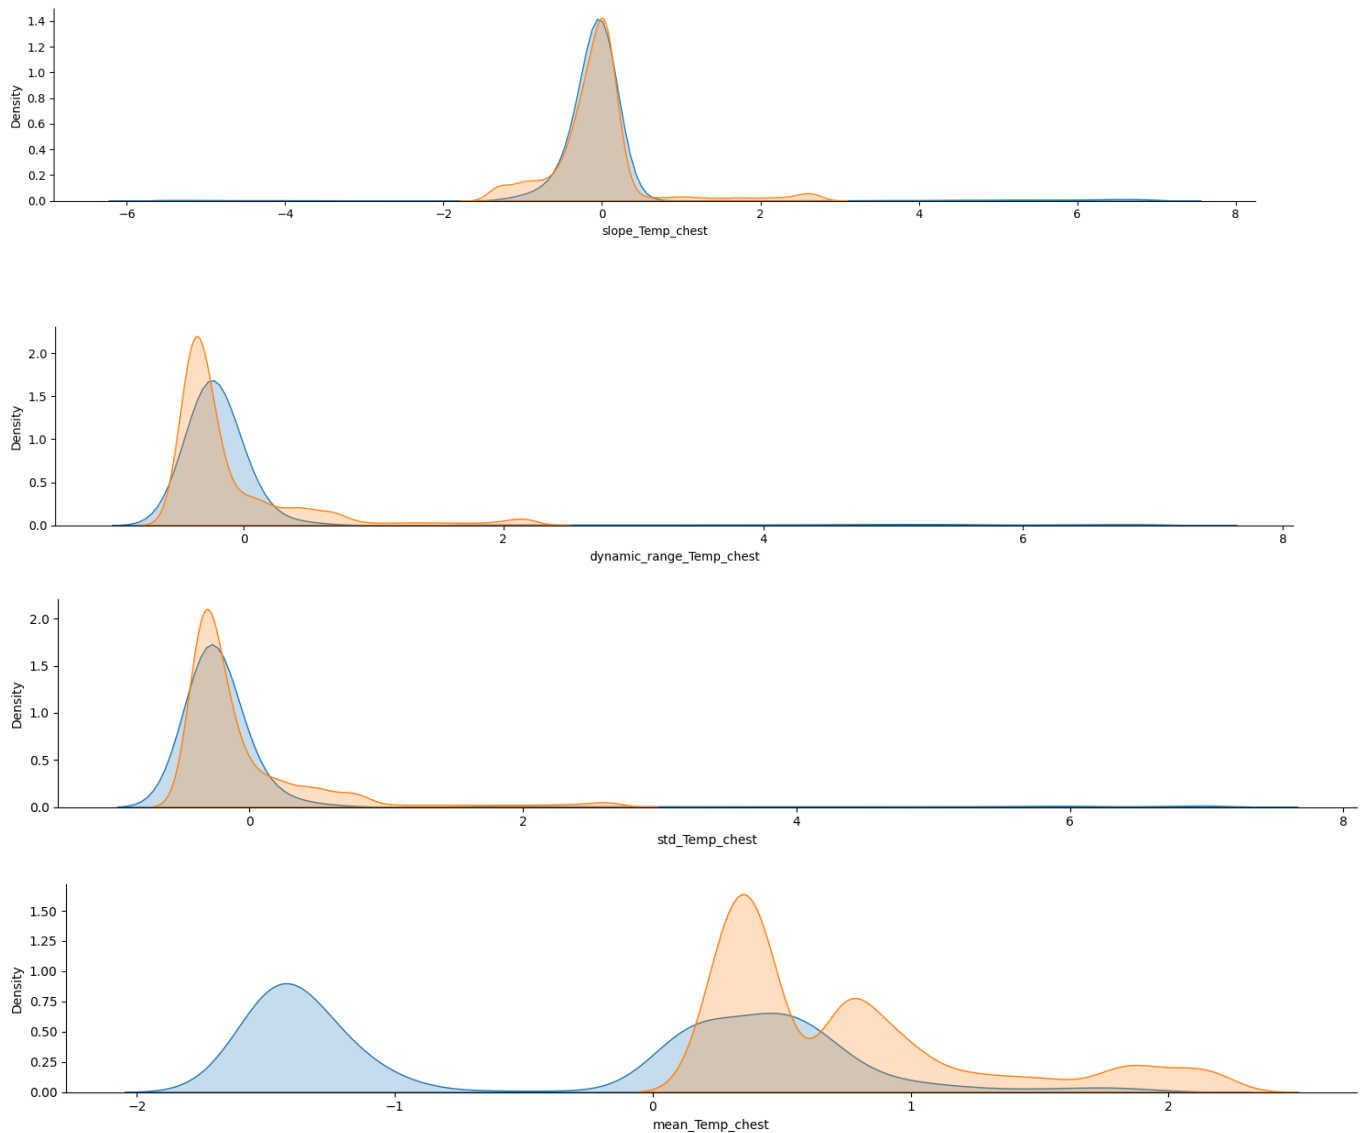 1.4
1.2
1.0
0.8
0.6
0.4
0.2
0.0
Density
−6 −4 −2 0 2 4 6 8
slope_Temp_chest
2.0
1.5
1.0
0.5
0.0
Density
0 2 4 6 8
dynamic_range_Temp_chest
2.0
1.5
1.0
0.5
0.0
Density
0 2 4 6 8
std_Temp_chest
1.50
1.25
1.00
0.75
0.50
0.25
0.00
Density
−2 −1 0 1 2
mean_Temp_chest